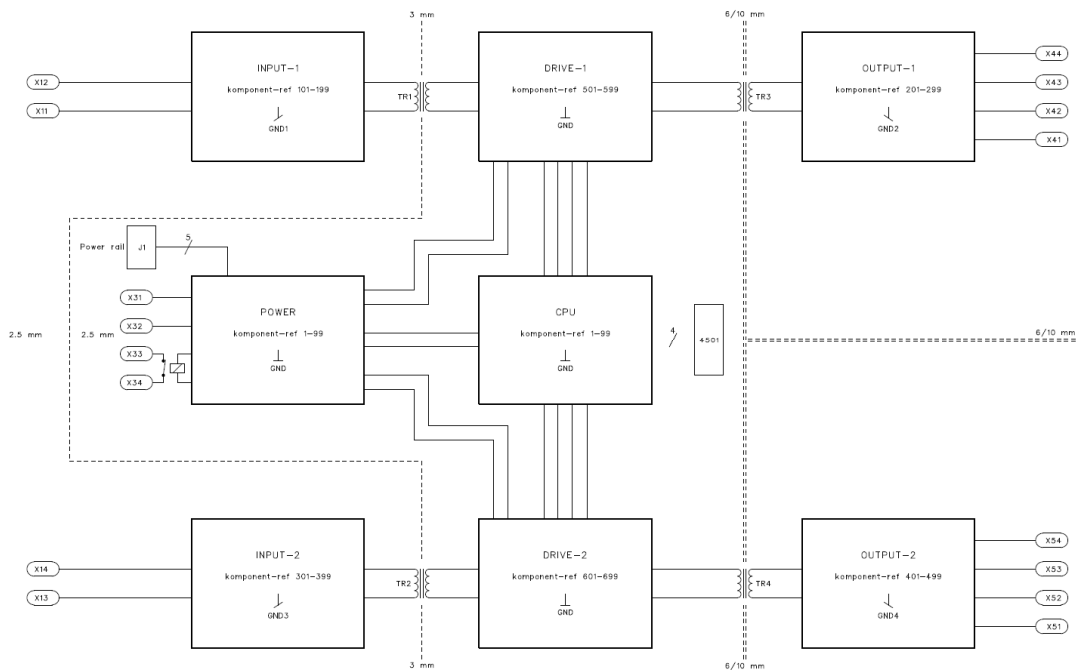 3 mm
6/10 mm
INPUT-1
komponent-ref 101-199
GND1
X12
X11
TR1
DRIVE-1
komponent-ref 501-599
GND
TR3
OUTPUT-1
komponent-ref 201-299
GND2
X44
X43
X42
X41
Power rail
J1
5
2.5 mm
2.5 mm
X31
X32
X33
X34
POWER
komponent-ref 1-99
GND
CPU
komponent-ref 1-99
GND
4
4501
6/10 mm
INPUT-2
komponent-ref 301-399
GND3
X14
X13
TR2
DRIVE-2
komponent-ref 601-699
GND
TR4
OUTPUT-2
komponent-ref 401-499
GND4
X54
X53
X52
X51
3 mm
6/10 mm